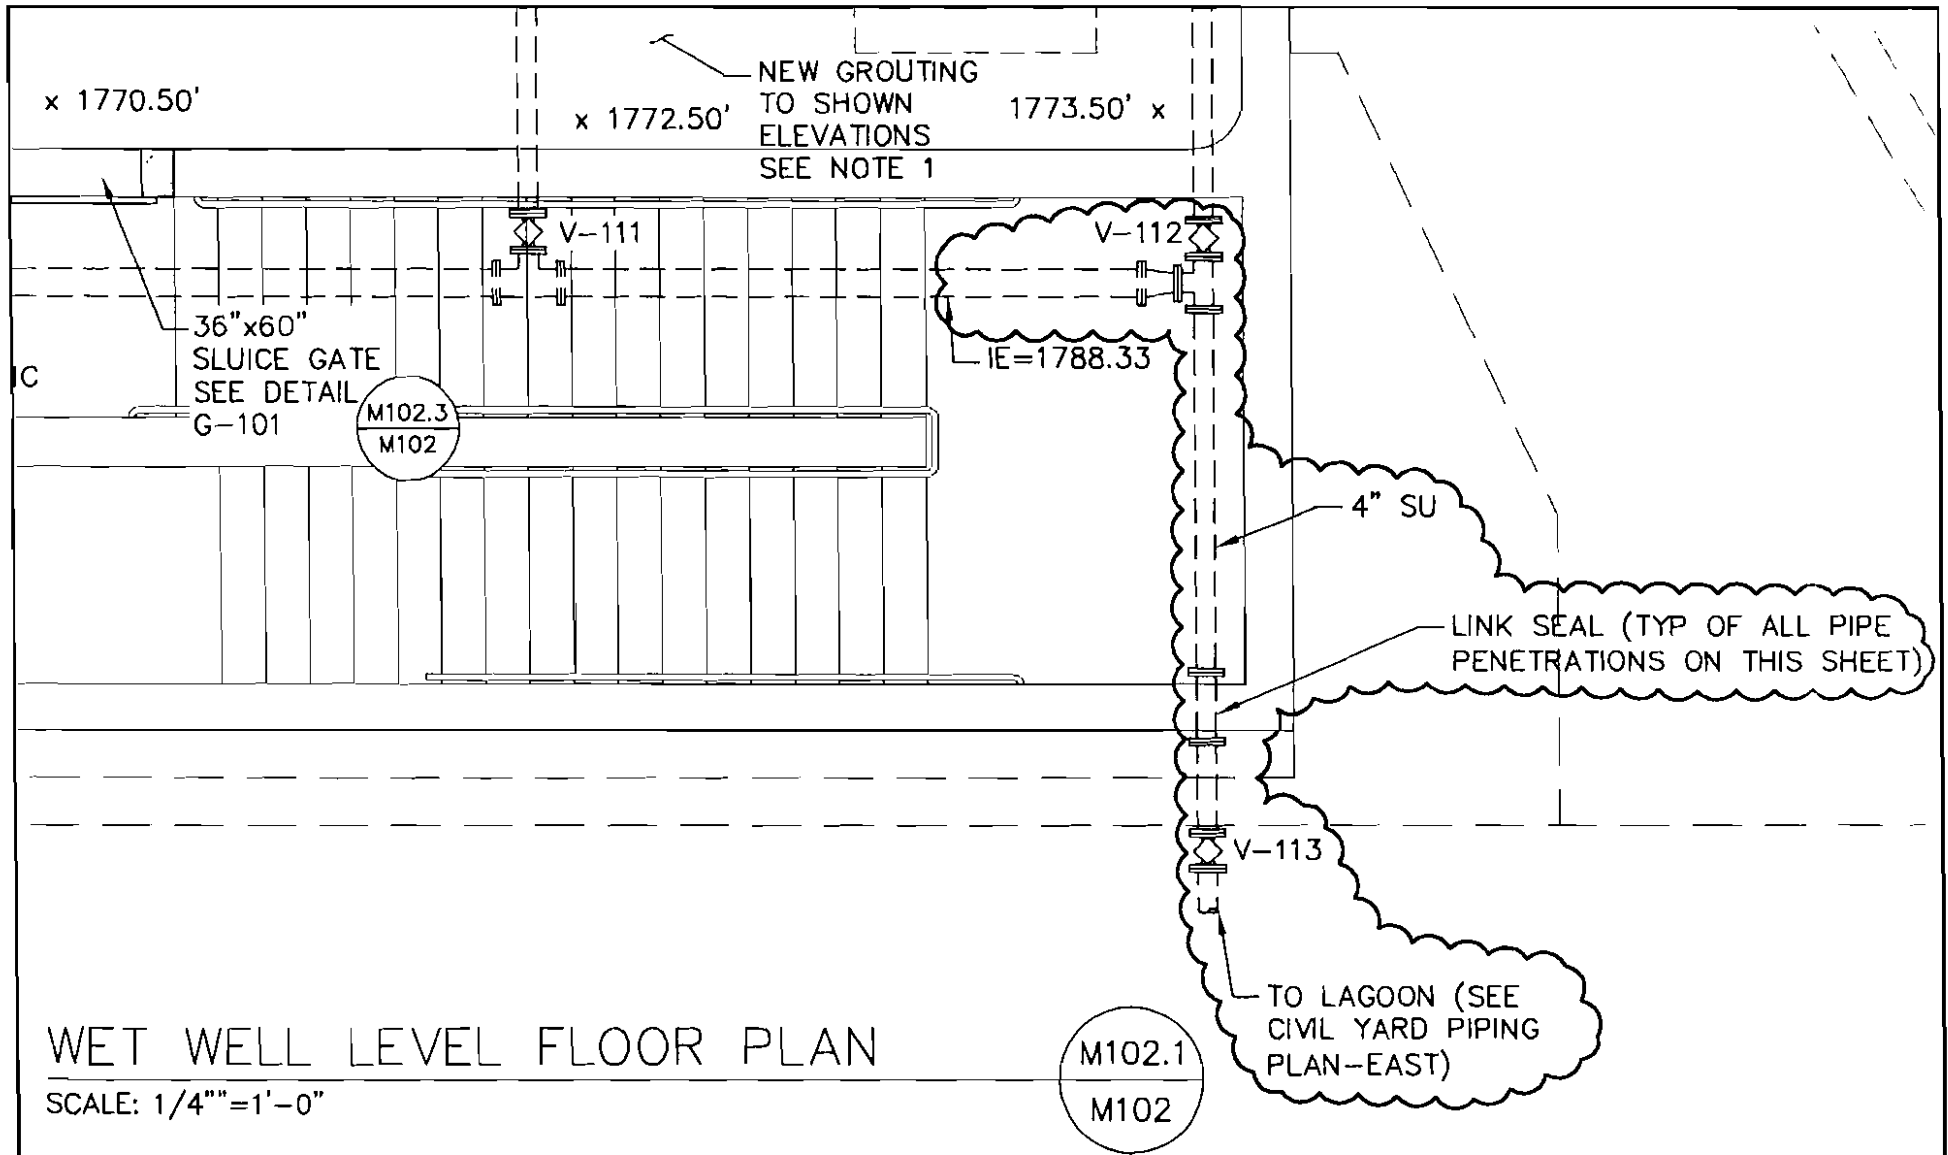 NEW GROUTING
TO SHOWN
ELEVATIONS
SEE NOTE 1
x 1770.50'
x 1772.50'
1773.50' x
V-111
V-112
36"x60"
SLUICE GATE
SEE DETAIL
G-101
IC
M102.3
M102
IE=1788.33
4" SU
LINK SEAL (TYP OF ALL PIPE
PENETRATIONS ON THIS SHEET)
V-113
TO LAGOON (SEE
CIVIL YARD PIPING
PLAN-EAST)
WET WELL LEVEL FLOOR PLAN
SCALE: 1/4""=1'-0"
M102.1
M102